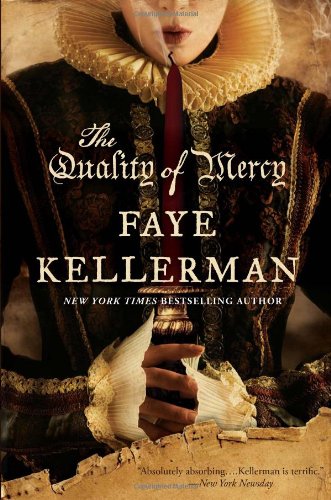 The
Quality of Mercy
FAYE
KELLERMAN
NEW YORK TIMES BESTSELLING AUTHOR
"Absolutely absorbing....Kellerman is terrific."
—New York Newsday